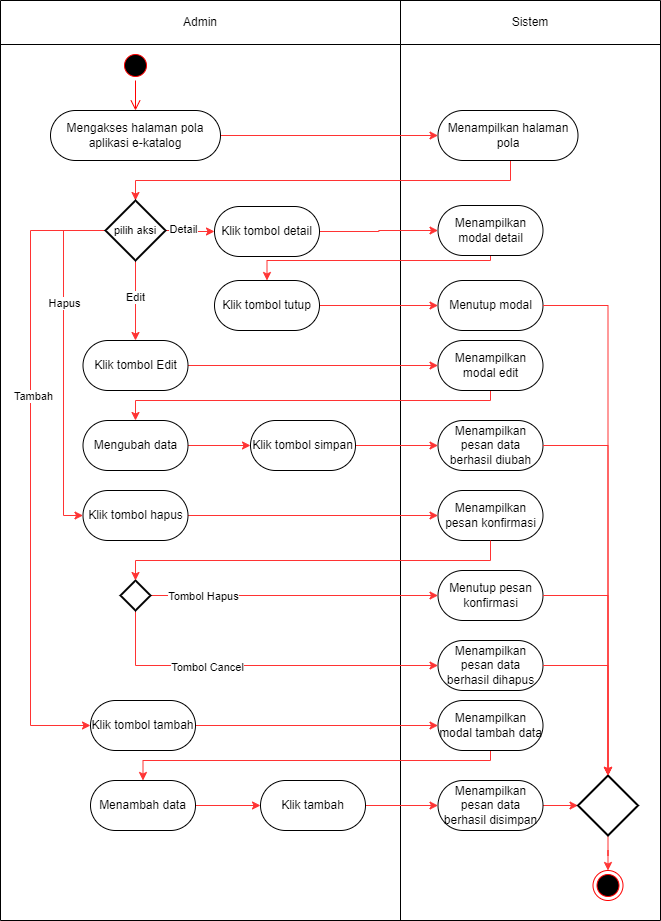 Admin
Sistem
Mengakses halaman pola
aplikasi e-katalog
Menampilkan halaman
pola
pilih aksi
Detail
Klik tombol detail
Menampilkan
modal detail
Hapus
Edit
Klik tombol tutup
Menutup modal
Klik tombol Edit
Menampilkan
modal edit
Tambah
Mengubah data
Klik tombol simpan
Menampilkan
pesan data
berhasil diubah
Klik tombol hapus
Menampilkan
pesan konfirmasi
Tombol Hapus
Menutup pesan
konfirmasi
Tombol Cancel
Menampilkan
pesan data
berhasil dihapus
Klik tombol tambah
Menampilkan
modal tambah data
Menambah data
Klik tambah
Menampilkan
pesan data
berhasil disimpan